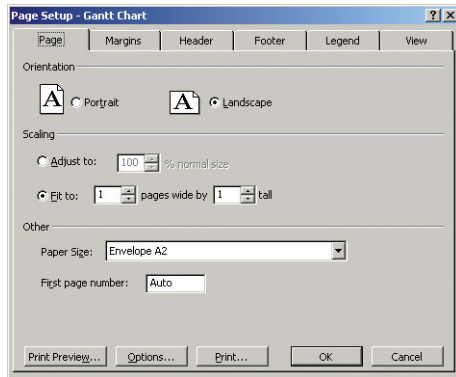 Page Setup - Gantt Chart
Page Margins Header Footer Legend View
Orientation
A Portrait A Landscape
Scaling
Adjust to: 100 % normal size
Fit to: 1 pages wide by 1 tall
Other
Paper Size: Envelope A2
First page number: Auto
Print Preview... Options... Print... OK Cancel